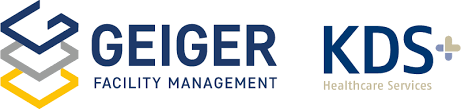 GEIGER
FACILITY MANAGEMENT
KDS
Healthcare Services